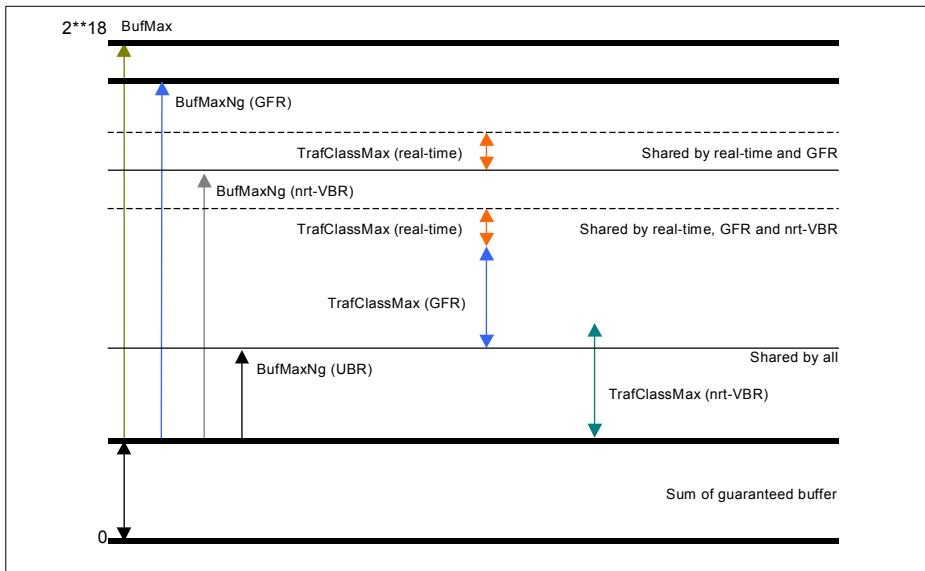 2**18 BufMax
BufMaxNg (GFR)
TrafClassMax (real-time)
Shared by real-time and GFR
BufMaxNg (nrt-VBR)
TrafClassMax (real-time)
Shared by real-time, GFR and nrt-VBR
TrafClassMax (GFR)
Shared by all
BufMaxNg (UBR)
TrafClassMax (nrt-VBR)
Sum of guaranteed buffer
0